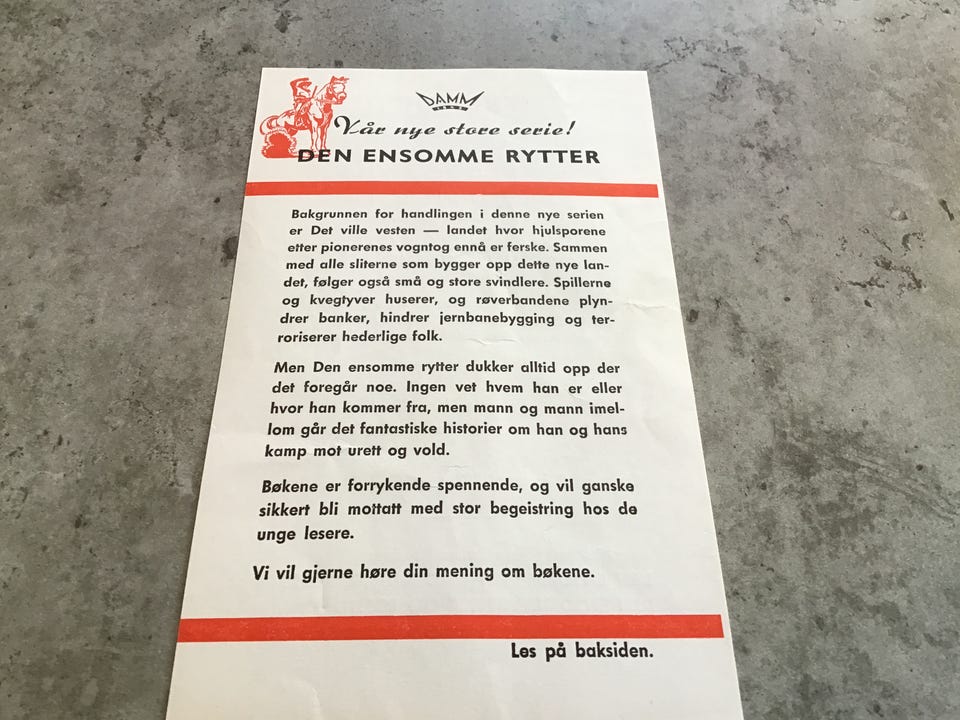 DAMM
1843
Vår nye store serie!
DEN ENSOMME RYTTER
Bakgrunnen for handlingen i denne nye serien
er Det ville vesten — landet hvor hjulsporene
etter pionerenes vogntog ennå er ferske. Sammen
med alle sliterne som bygger opp dette nye lan-
det, følger også små og store svindlere. Spillerne
og kvegtyver huserer, og røverbandene plyn-
drer banker, hindrer jernbanebygging og ter-
roriserer hederlige folk.
Men Den ensomme rytter dukker alltid opp der
det foregår noe. Ingen vet hvem han er eller
hvor han kommer fra, men mann og mann imel-
lom går det fantastiske historier om han og hans
kamp mot urett og vold.
Bøkene er forrykende spennende, og vil ganske
sikkert bli mottatt med stor begeistring hos de
unge lesere.
Vi vil gjerne høre din mening om bøkene.
Les på baksiden.